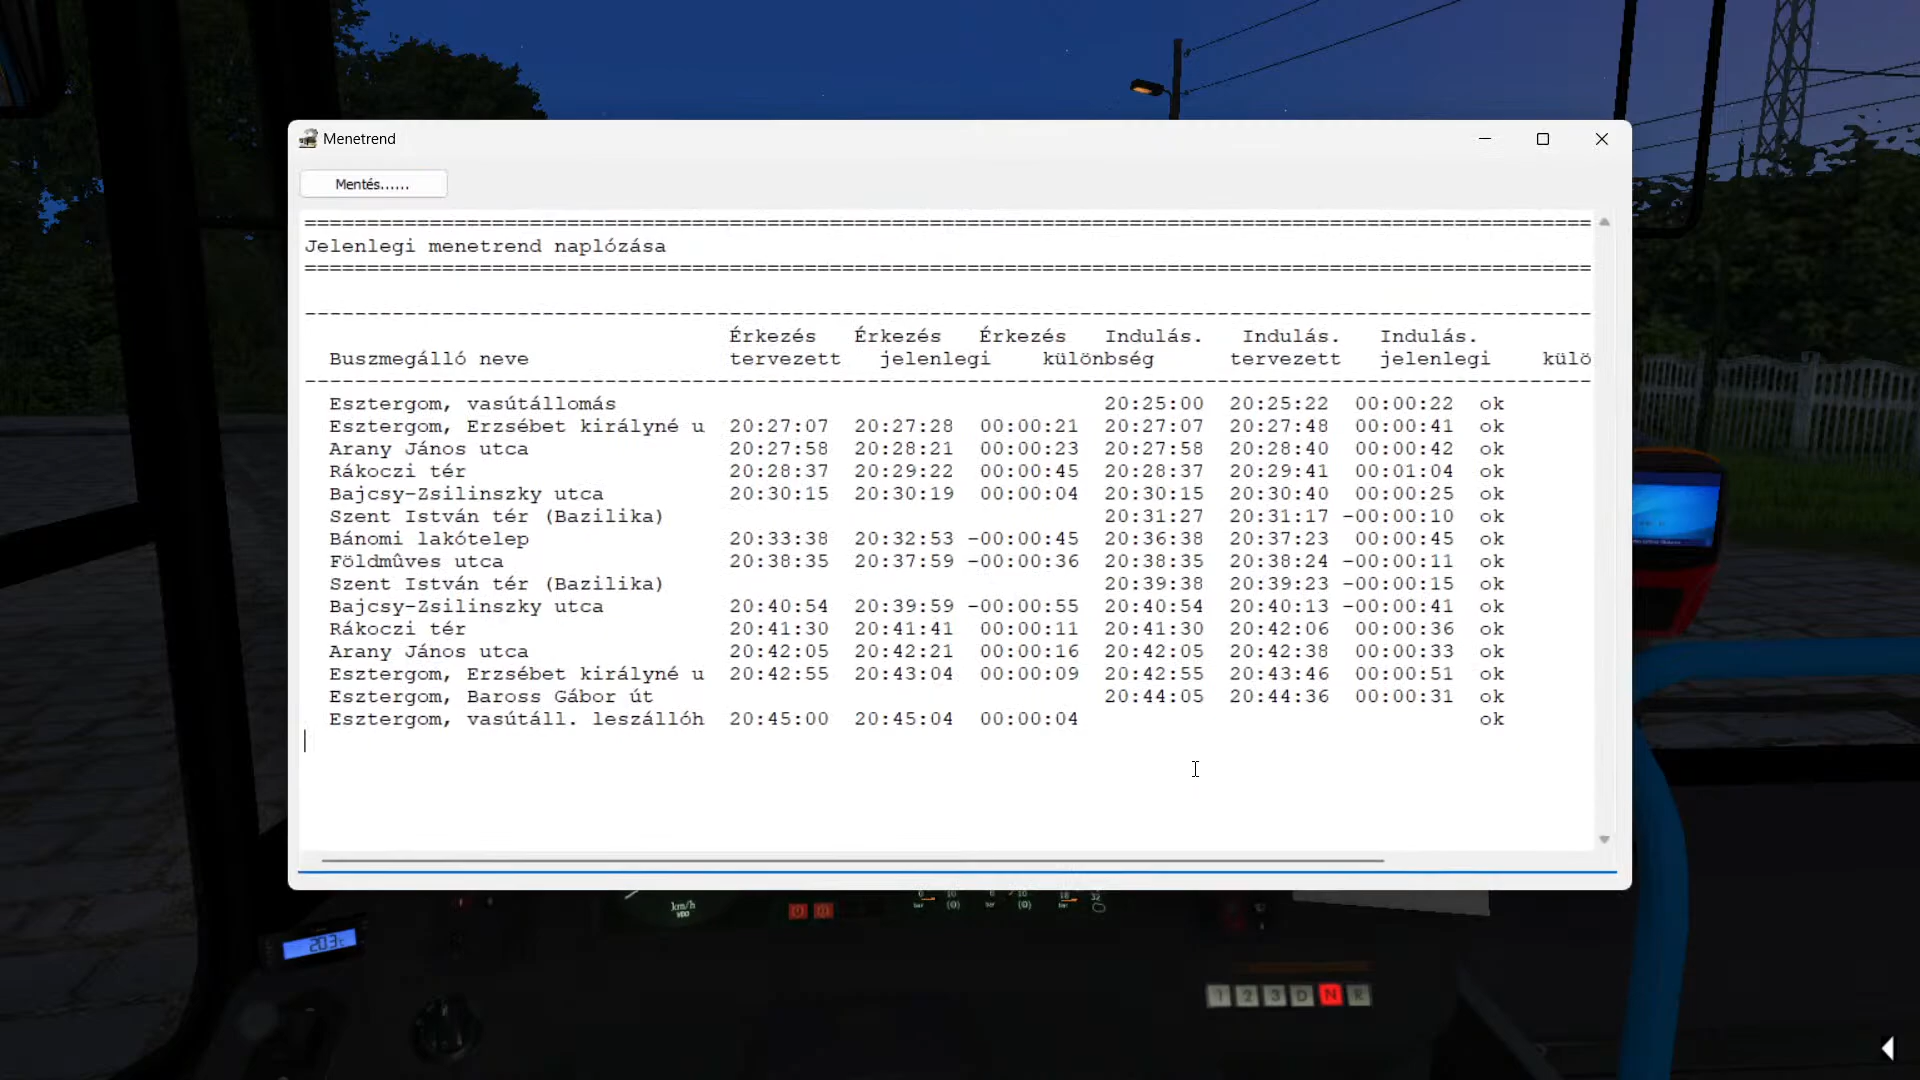 Menetrend
Mentés......
Jelenlegi menetrend naplózása
Érkezés Érkezés Érkezés Indulás. Indulás. Indulás.
Buszmegálló neve tervezett jelenlegi különbség tervezett jelenlegi külö
Esztergom, vasútállomás 20:25:00 20:25:22 00:00:22 ok
Esztergom, Erzsébet királyné u 20:27:07 20:27:28 00:00:21 20:27:07 20:27:48 00:00:41 ok
Arany János utca 20:27:58 20:28:21 00:00:23 20:27:58 20:28:40 00:00:42 ok
Rákoczi tér 20:28:37 20:29:22 00:00:45 20:28:37 20:29:41 00:01:04 ok
Bajcsy-Zsilinszky utca 20:30:15 20:30:19 00:00:04 20:30:15 20:30:40 00:00:25 ok
Szent István tér (Bazilika) 20:31:27 20:31:17 -00:00:10 ok
Bánomi lakótelep 20:33:38 20:32:53 -00:00:45 20:36:38 20:37:23 00:00:45 ok
Földmûves utca 20:38:35 20:37:59 -00:00:36 20:38:35 20:38:24 -00:00:11 ok
Szent István tér (Bazilika) 20:39:38 20:39:23 -00:00:15 ok
Bajcsy-Zsilinszky utca 20:40:54 20:39:59 -00:00:55 20:40:54 20:40:13 -00:00:41 ok
Rákoczi tér 20:41:30 20:41:41 00:00:11 20:41:30 20:42:06 00:00:36 ok
Arany János utca 20:42:05 20:42:21 00:00:16 20:42:05 20:42:38 00:00:33 ok
Esztergom, Erzsébet királyné u 20:42:55 20:43:04 00:00:09 20:42:55 20:43:46 00:00:51 ok
Esztergom, Baross Gábor út 20:44:05 20:44:36 00:00:31 ok
Esztergom, vasútáll. leszállóh 20:45:00 20:45:04 00:00:04 ok
km/h
1 2 3 D N R